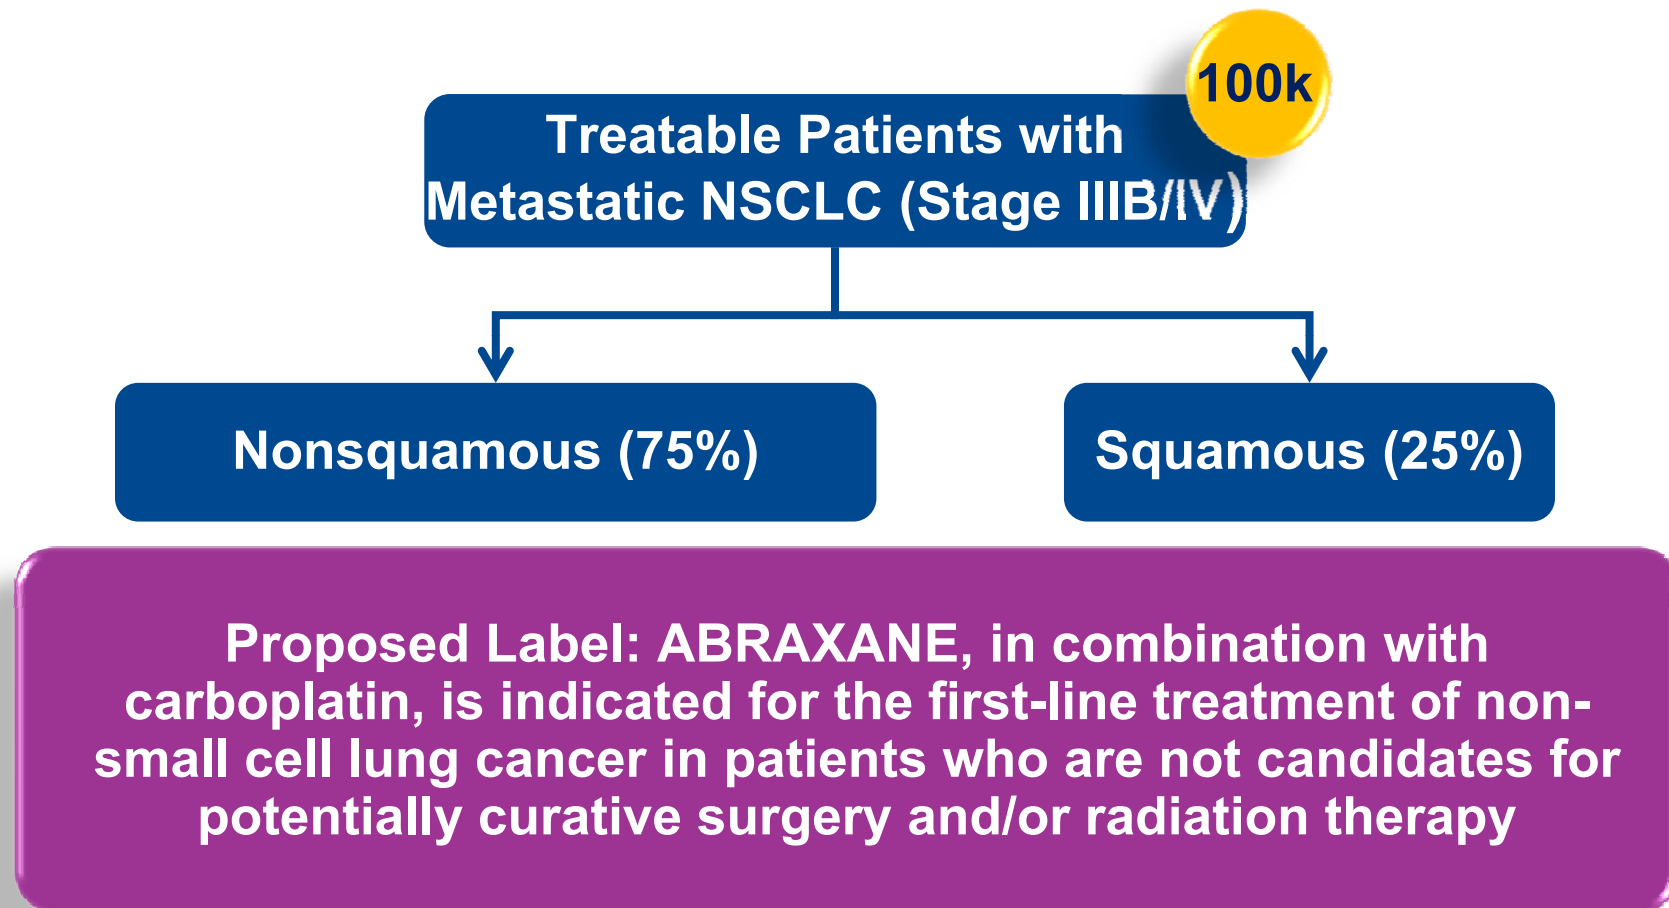 100k
Treatable Patients with
Metastatic NSCLC (Stage IIIB/IV)
Nonsquamous (75%)
Squamous (25%)
Proposed Label: ABRAXANE, in combination with
carboplatin, is indicated for the first-line treatment of non-
small cell lung cancer in patients who are not candidates for
potentially curative surgery and/or radiation therapy